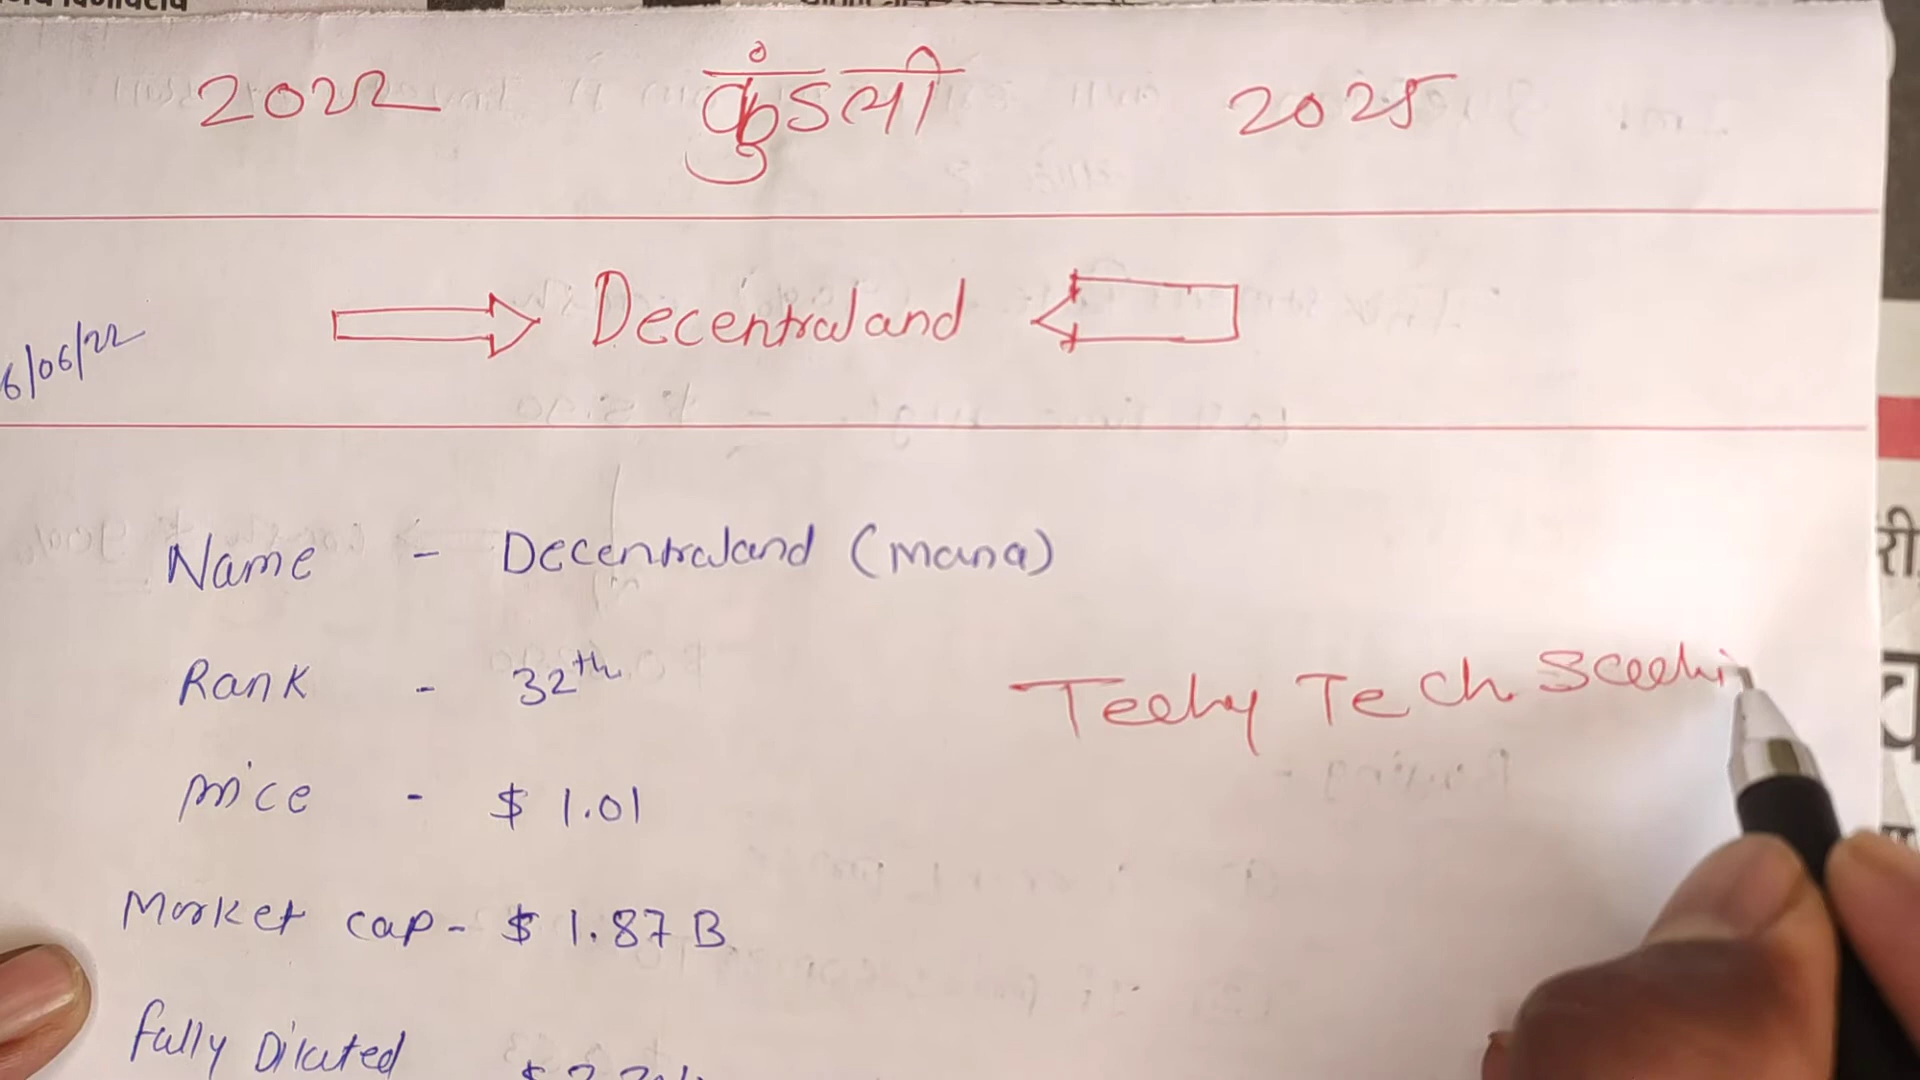 2022 कुंडली 2025
Decentraland
6/06/22
Name - Decentraland (Mana)
Rank - 32th
Price - $ 1.01
Techy Tech
Market cap - $ 1.87 B
Fully Diluted
री